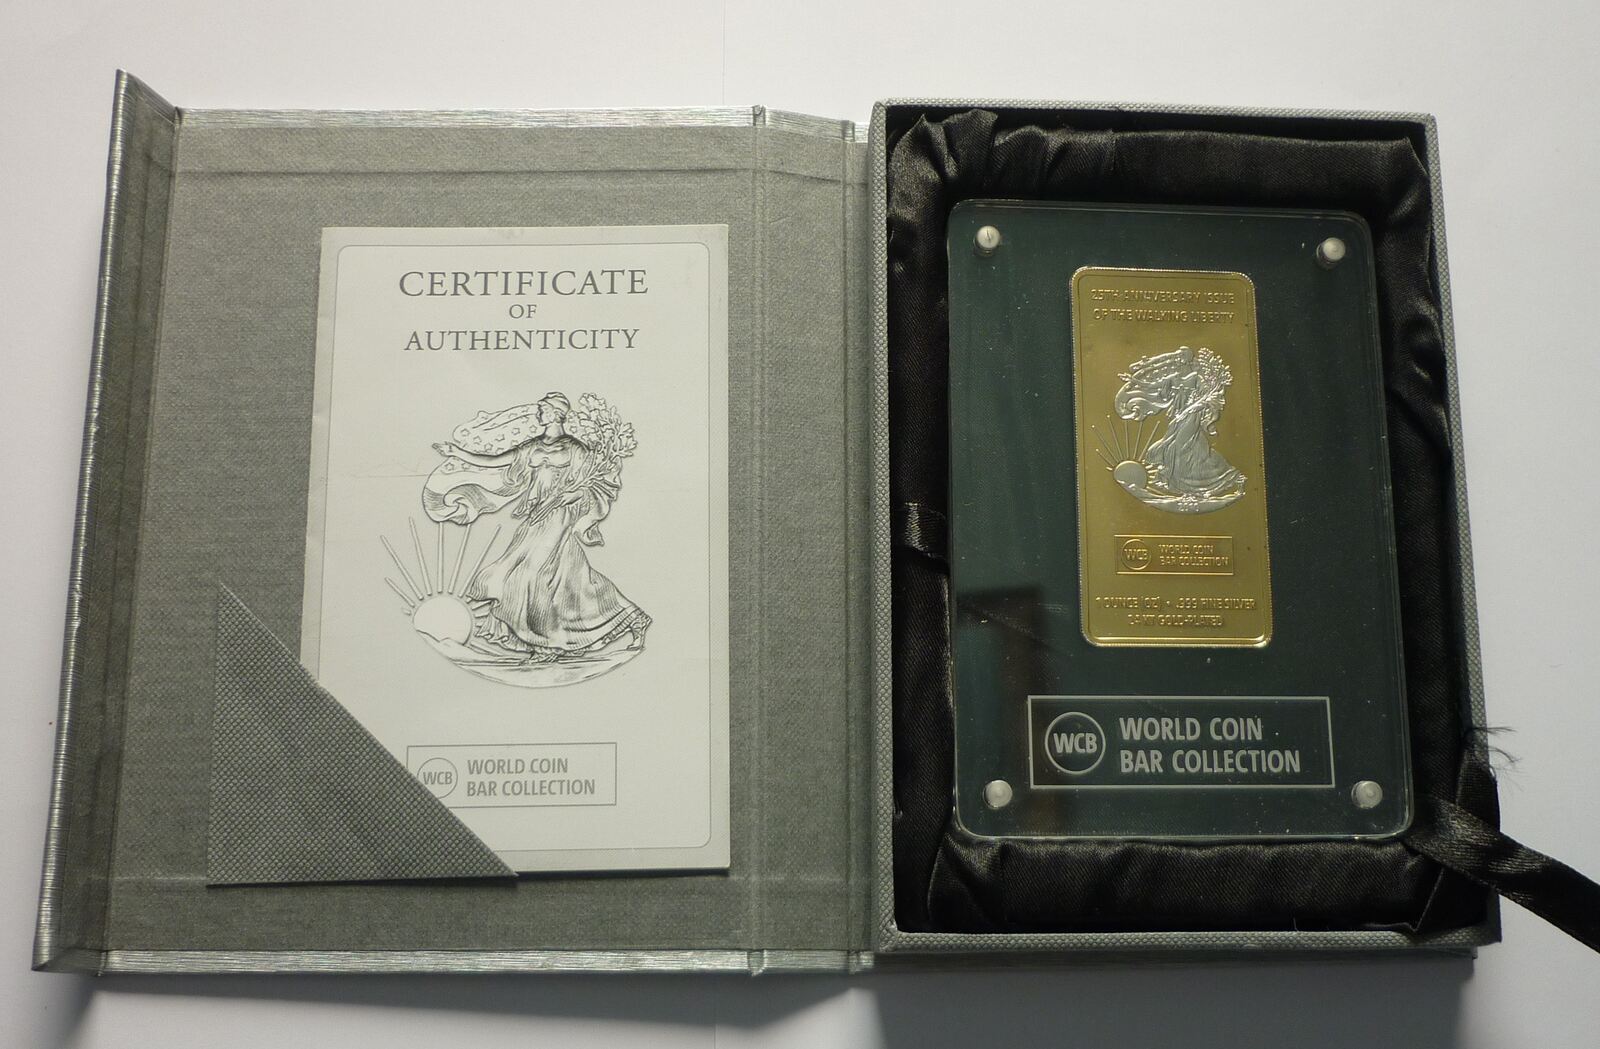 CERTIFICATE
OF
AUTHENTICITY
WCB
WORLD COIN
BAR COLLECTION
25TH ANNIVERSARY ISSUE
OF THE WALKING LIBERTY
WCB
WORLD COIN
BAR COLLECTION
1 OUNCE (OZ) • .999 FINE SILVER
24 KT GOLD-PLATED
WCB
WORLD COIN
BAR COLLECTION